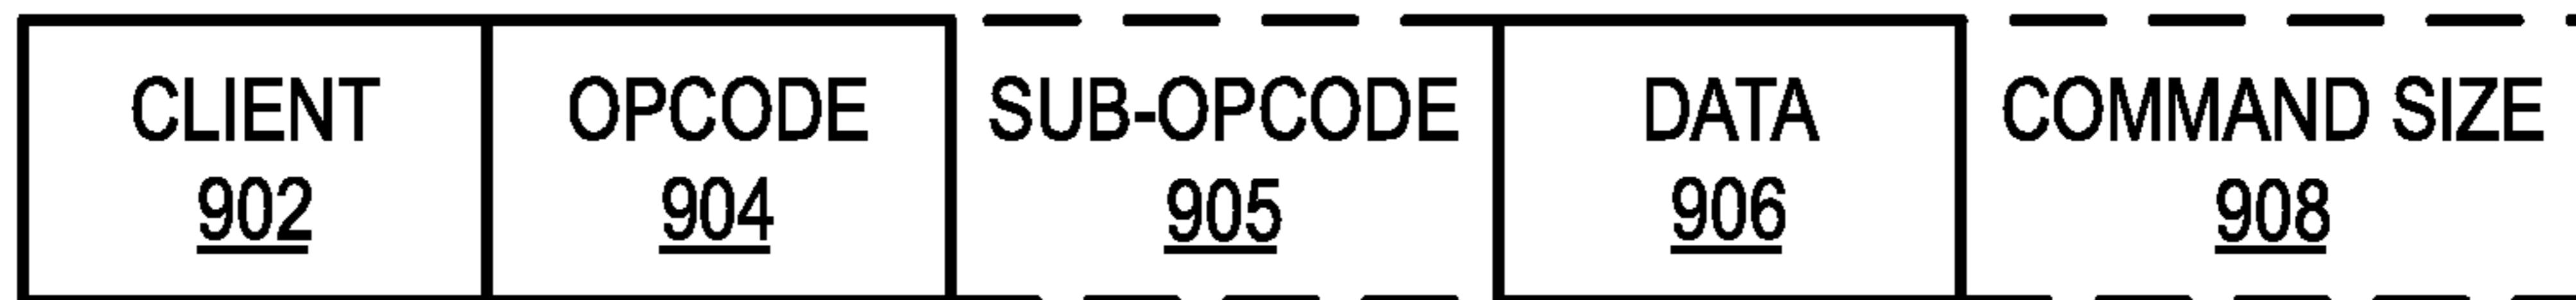 CLIENT OPCODE SUB-OPCODE DATA COMMAND SIZE
902 904 905 906 908